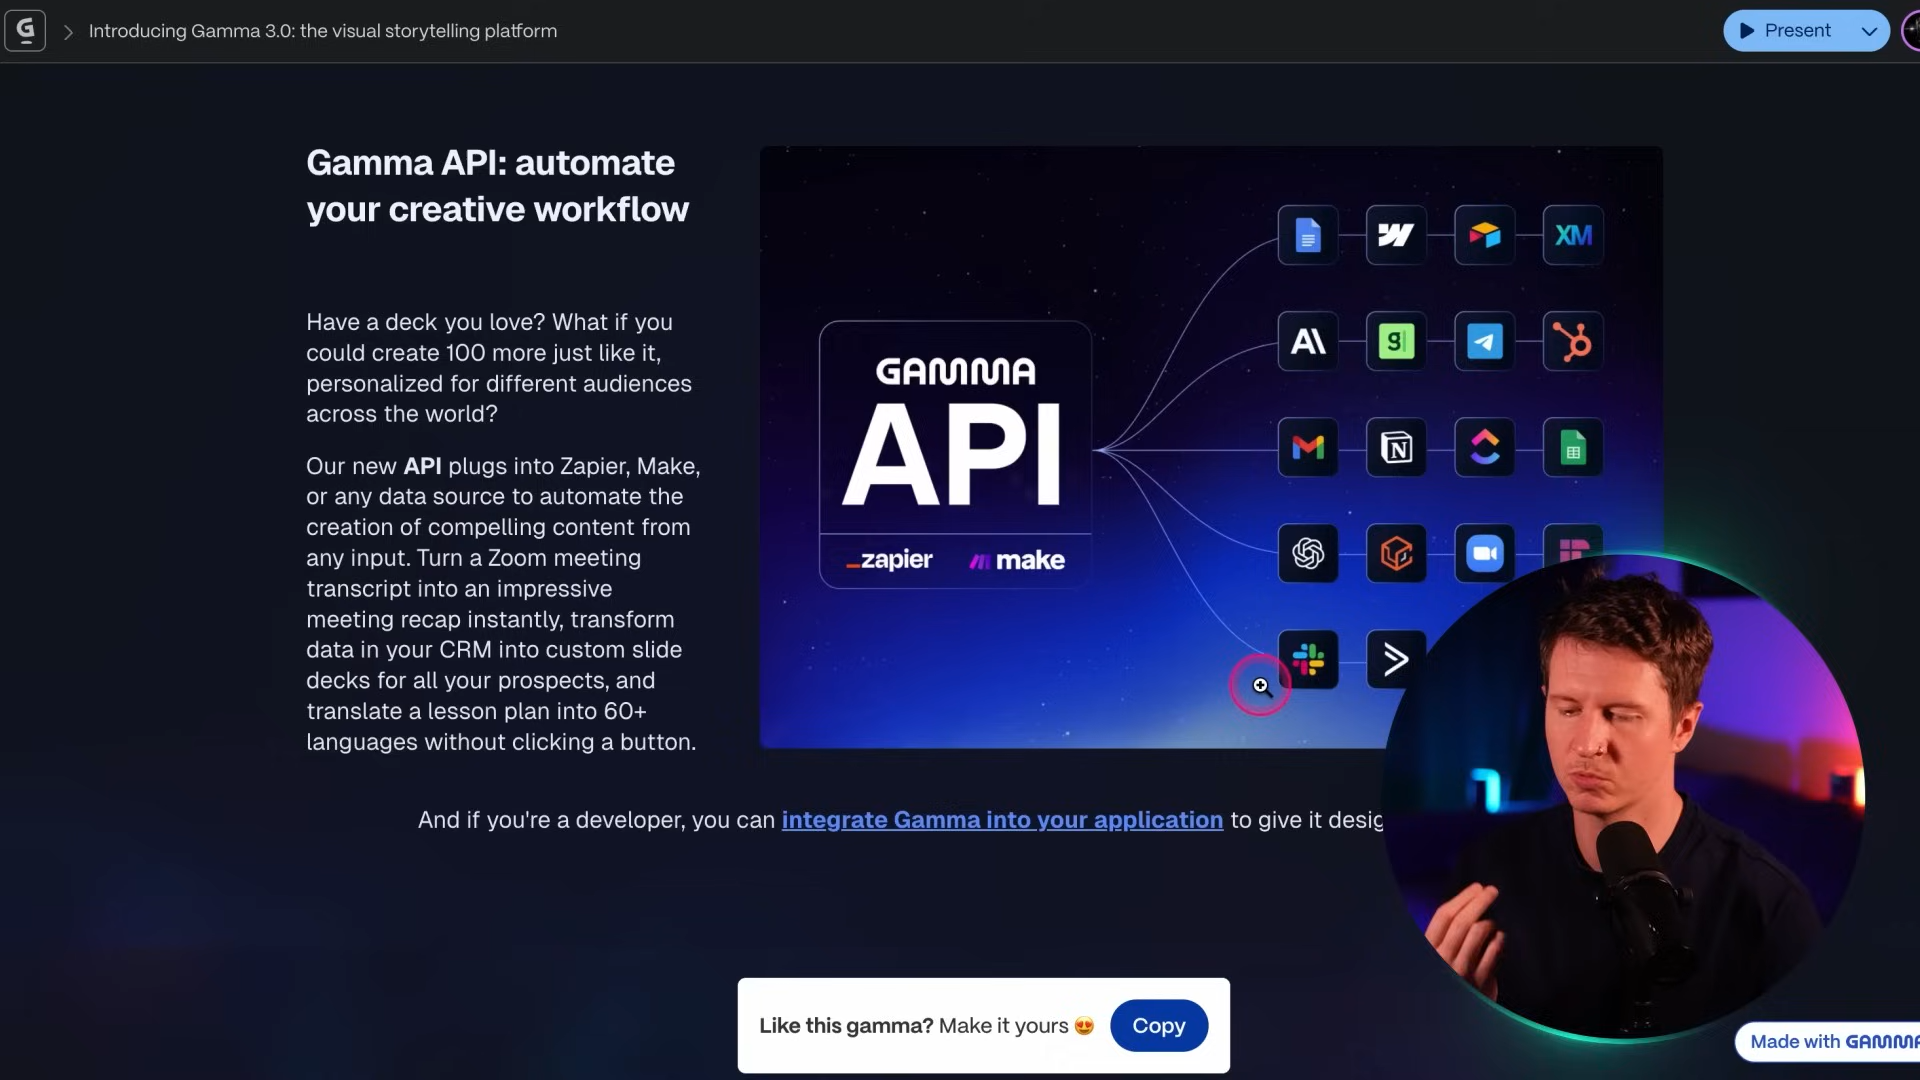 Introducing Gamma 3.0: the visual storytelling platform
Present
Gamma API: automate
your creative workflow
Have a deck you love? What if you
could create 100 more just like it,
personalized for different audiences
across the world?
Our new API plugs into Zapier, Make,
or any data source to automate the
creation of compelling content from
any input. Turn a Zoom meeting
transcript into an impressive
meeting recap instantly, transform
data in your CRM into custom slide
decks for all your prospects, and
translate a lesson plan into 60+
languages without clicking a button.
GAMMA
API
_zapier make
XM
And if you're a developer, you can integrate Gamma into your application to give it desig
Like this gamma? Make it yours 😍 Copy
Made with GAMMA